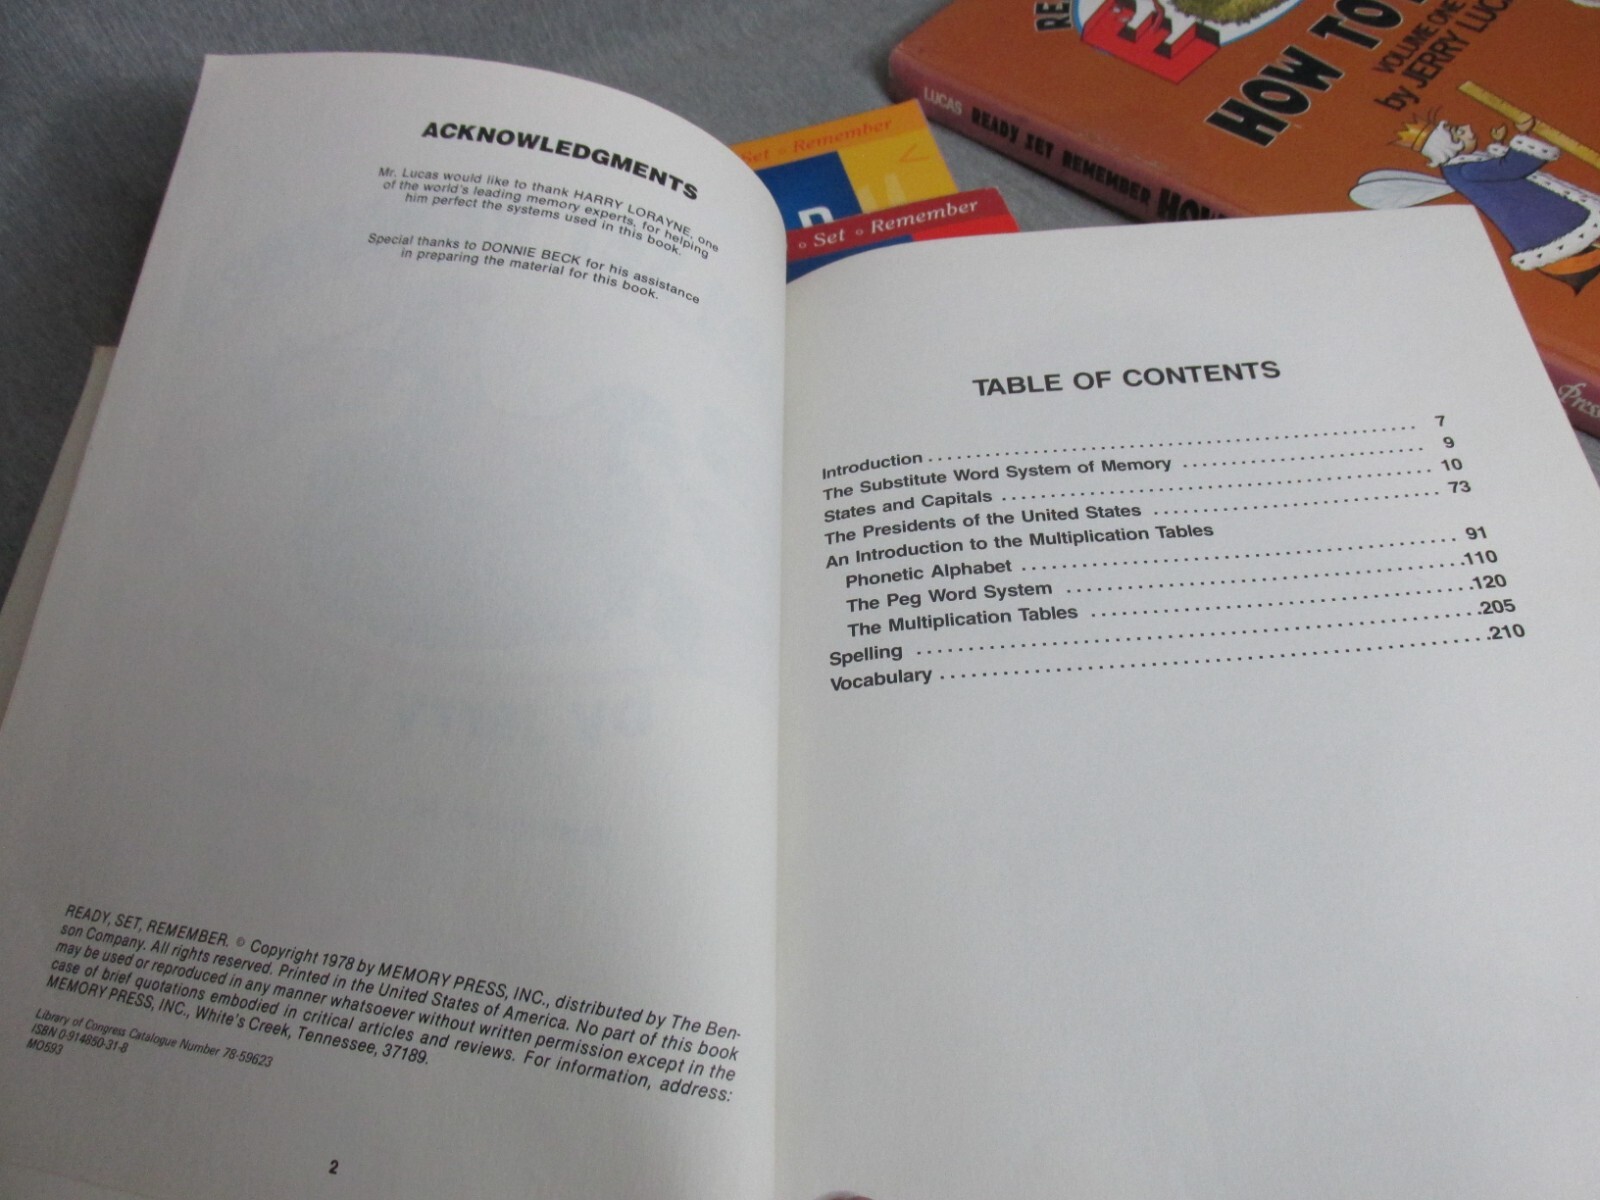 ACKNOWLEDGMENTS
Mr. Lucas would like to thank HARRY LORAYNE, one
of the world's leading memory experts, for helping
him perfect the systems used in this book.
Special thanks to DONNIE BECK for his assistance
in preparing the material for this book.
READY, SET, REMEMBER. © Copyright 1978 by MEMORY PRESS, INC., distributed by The Ben-
son Company. All rights reserved. Printed in the United States of America. No part of this book
may be used or reproduced in any manner whatsoever without written permission except in the
case of brief quotations embodied in critical articles and reviews. For information, address:
MEMORY PRESS, INC., White's Creek, Tennessee, 37189.
Library of Congress Catalogue Number 78-59623
ISBN 0-914850-31-8
MO593
2
TABLE OF CONTENTS
Introduction 7
The Substitute Word System of Memory 9
States and Capitals 10
The Presidents of the United States 73
An Introduction to the Multiplication Tables
Phonetic Alphabet 91
The Peg Word System 110
The Multiplication Tables 120
Spelling 205
Vocabulary 210
Set Remember
Set Remember
RE
HOW TO
VOLUME ONE
by JERRY LUC
LUCAS READY SET REMEMBER HOW